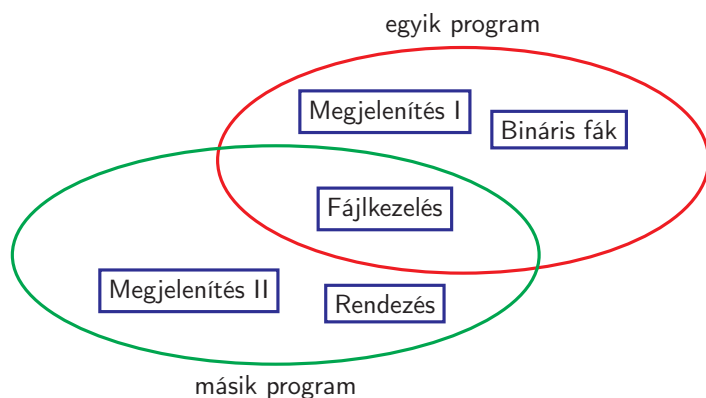 egyik program
Megjelenítés I
Bináris fák
Fájlkezelés
Megjelenítés II
Rendezés
másik program